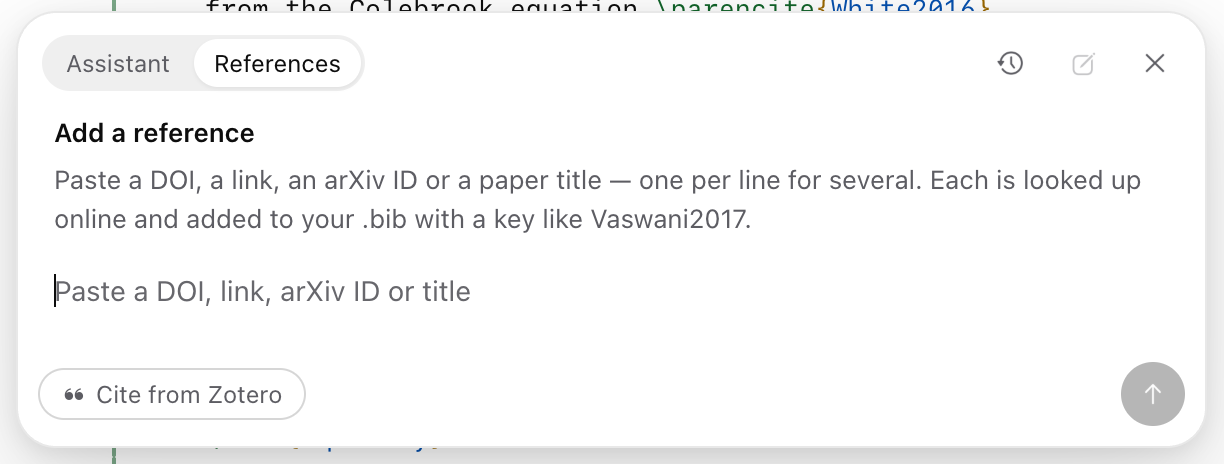 from the Colebrook equation \parencite{White2016}
Assistant
References
Add a reference
Paste a DOI, a link, an arXiv ID or a paper title — one per line for several. Each is looked up
online and added to your .bib with a key like Vaswani2017.
Paste a DOI, link, arXiv ID or title
Cite from Zotero